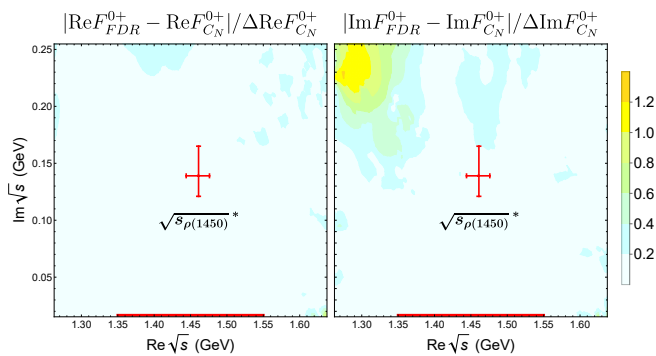 |ReF^{0+}_{FDR} − ReF^{0+}_{C_N}|/ΔReF^{0+}_{C_N}
|ImF^{0+}_{FDR} − ImF^{0+}_{C_N}|/ΔImF^{0+}_{C_N}
Im √s (GeV)
0.25
0.20
0.15
0.10
0.05
√s_{ρ(1450)} *
√s_{ρ(1450)} *
1.30 1.35 1.40 1.45 1.50 1.55 1.60
1.30 1.35 1.40 1.45 1.50 1.55 1.60
Re √s (GeV)
Re √s (GeV)
1.2
1.0
0.8
0.6
0.4
0.2